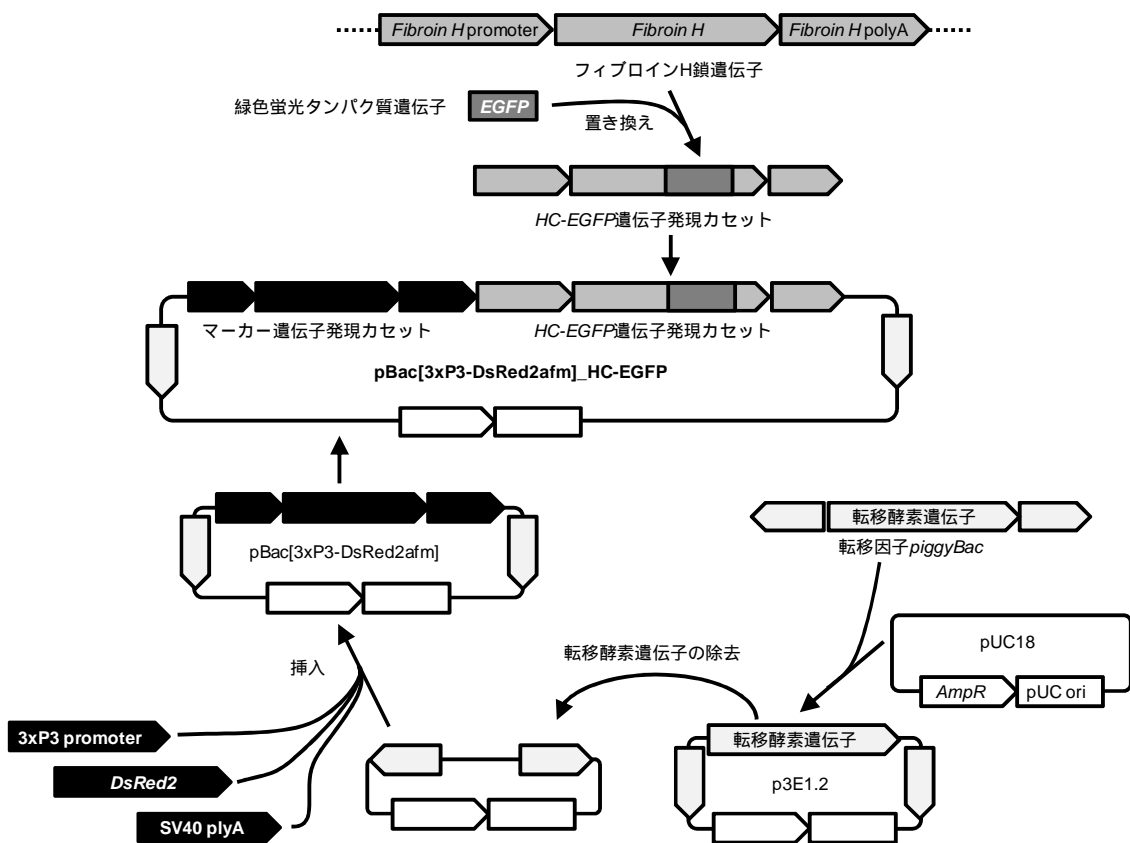 Fibroin H promoter
Fibroin H
Fibroin H polyA
フィブロインH鎖遺伝子
緑色蛍光タンパク質遺伝子
EGFP
置き換え
HC-EGFP遺伝子発現カセット
マーカー遺伝子発現カセット
HC-EGFP遺伝子発現カセット
pBac[3xP3-DsRed2afm]_HC-EGFP
pBac[3xP3-DsRed2afm]
転移酵素遺伝子
転移因子piggyBac
pUC18
AmpR
pUC ori
転移酵素遺伝子の除去
挿入
3xP3 promoter
DsRed2
SV40 plyA
転移酵素遺伝子
p3E1.2